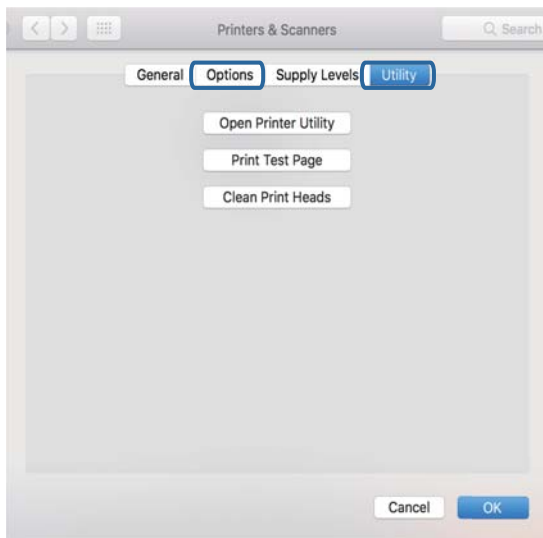 Printers & Scanners
Search
General Options Supply Levels Utility
Open Printer Utility
Print Test Page
Clean Print Heads
Cancel OK